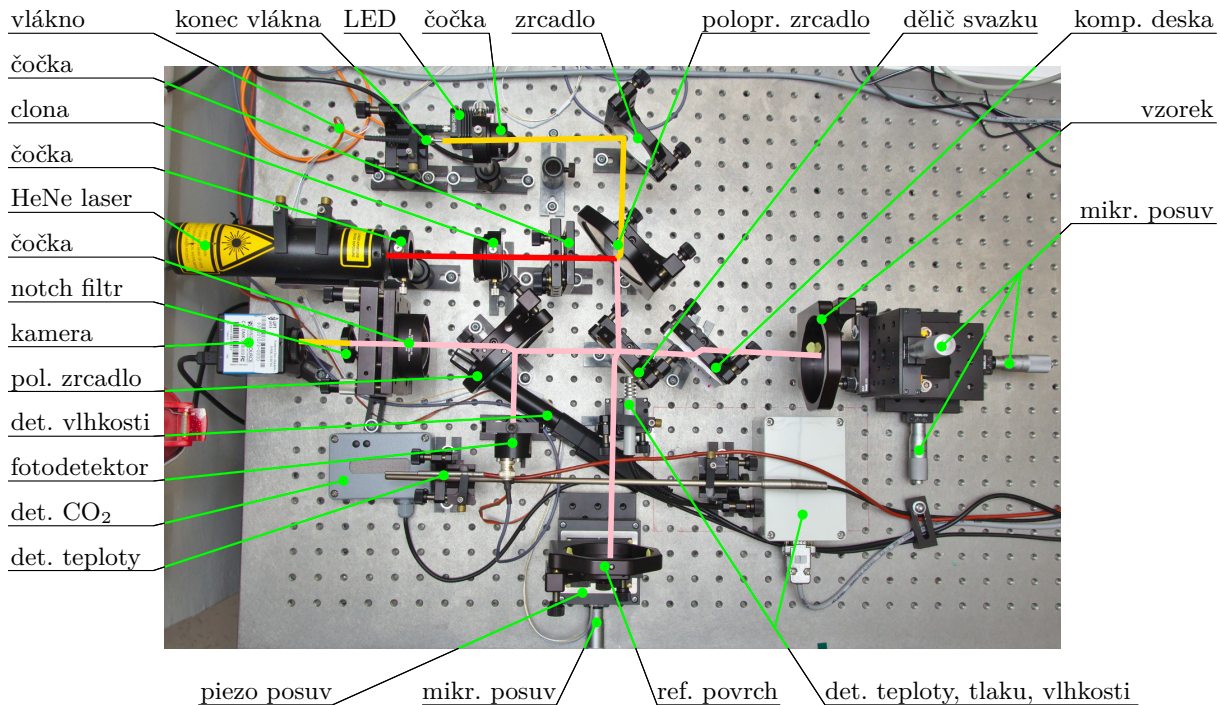 vlákno
konec vlákna
LED
čočka
zrcadlo
polopr. zrcadlo
dělič svazku
komp. deska
čočka
clona
vzorek
čočka
HeNe laser
mikr. posuv
čočka
notch filtr
kamera
pol. zrcadlo
det. vlhkosti
fotodetektor
det. CO₂
det. teploty
piezo posuv
mikr. posuv
ref. povrch
det. teploty, tlaku, vlhkosti